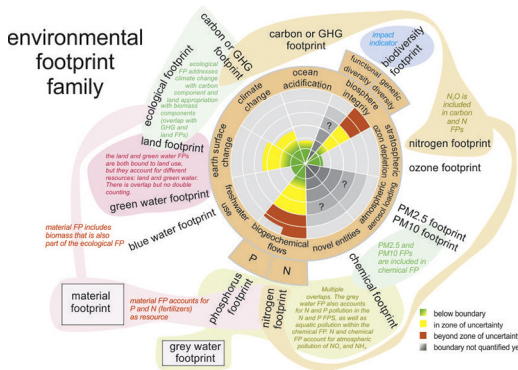 environmental
footprint
family
carbon or GHG
footprint
carbon or GHG
footprint
impact
indicator
biodiversity
footprint
ecological footprint
ecological
FP addresses
climate change
with carbon
component and
land appropriation
with biomass
components
(overlap with
GHG and
land FPs)
climate
change
ocean
acidification
functional genetic
diversity diversity
biosphere
integrity
stratospheric
ozon depletion
atmospheric
aerosol loading
novel entities
biogeochemical
flows
P
N
freshwater
use
earth surface
change
?
?
?
N₂O is
included in
carbon and N
FPs
nitrogen footprint
ozone footprint
PM2.5 footprint
PM10 footprint
PM2.5 and
PM10 FPs
are included in
chemical FP
chemical footprint
land footprint
the land and green water FPs
are both bound to land use,
but they account for different
resources: land and green water.
There is overlap but no double
counting.
green water footprint
blue water footprint
material FP includes
biomass that is also
part of the ecological FP
material
footprint
material FP accounts for
P and N (fertilizers)
as resource
phosphorus
footprint
nitrogen
footprint
grey water
footprint
Multiple
overlaps. The grey
water FP also accounts
for N and P pollution in the
N and P FPS, as well as
aquatic pollution within the
chemical FP. N and chemical
FP account for atmospheric
pollution of NOₓ and NH₃.
below boundary
in zone of uncertainty
beyond zone of uncertainty
boundary not quantified ye